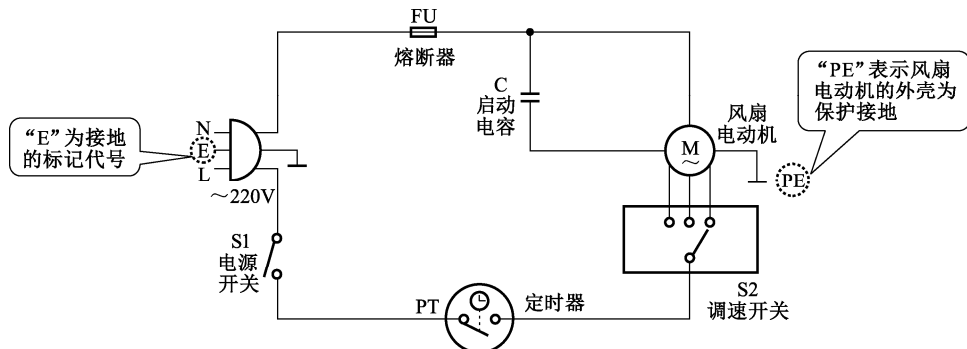 FU
熔断器
C
启动
电容
风扇
电动机
“PE”表示风扇
电动机的外壳为
保护接地
“E”为接地
的标记代号
N
E
L
～220V
M
～
PE
S1
电源
开关
PT
定时器
S2
调速开关